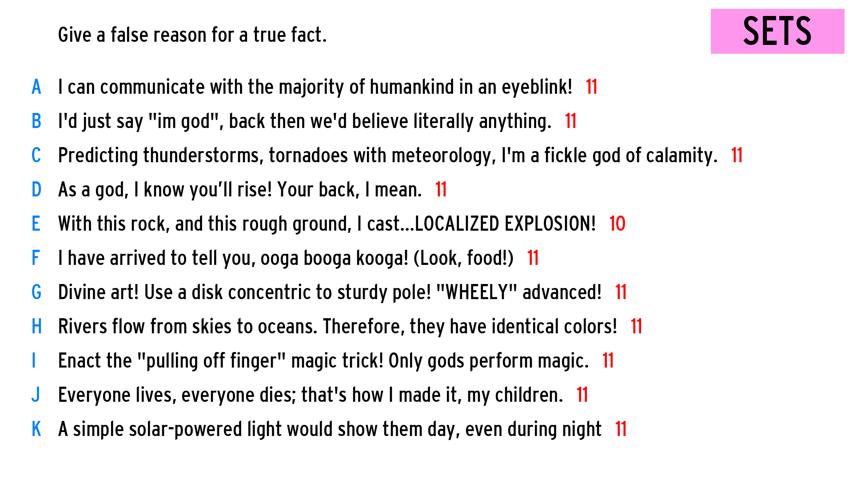 SETS
Give a false reason for a true fact.
A I can communicate with the majority of humankind in an eyeblink! 11
B I'd just say "im god", back then we'd believe literally anything. 11
C Predicting thunderstorms, tornadoes with meteorology, I'm a fickle god of calamity. 11
D As a god, I know you’ll rise! Your back, I mean. 11
E With this rock, and this rough ground, I cast...LOCALIZED EXPLOSION! 10
F I have arrived to tell you, ooga booga kooga! (Look, food!) 11
G Divine art! Use a disk concentric to sturdy pole! "WHEELY" advanced! 11
H Rivers flow from skies to oceans. Therefore, they have identical colors! 11
I Enact the "pulling off finger" magic trick! Only gods perform magic. 11
J Everyone lives, everyone dies; that's how I made it, my children. 11
K A simple solar-powered light would show them day, even during night 11